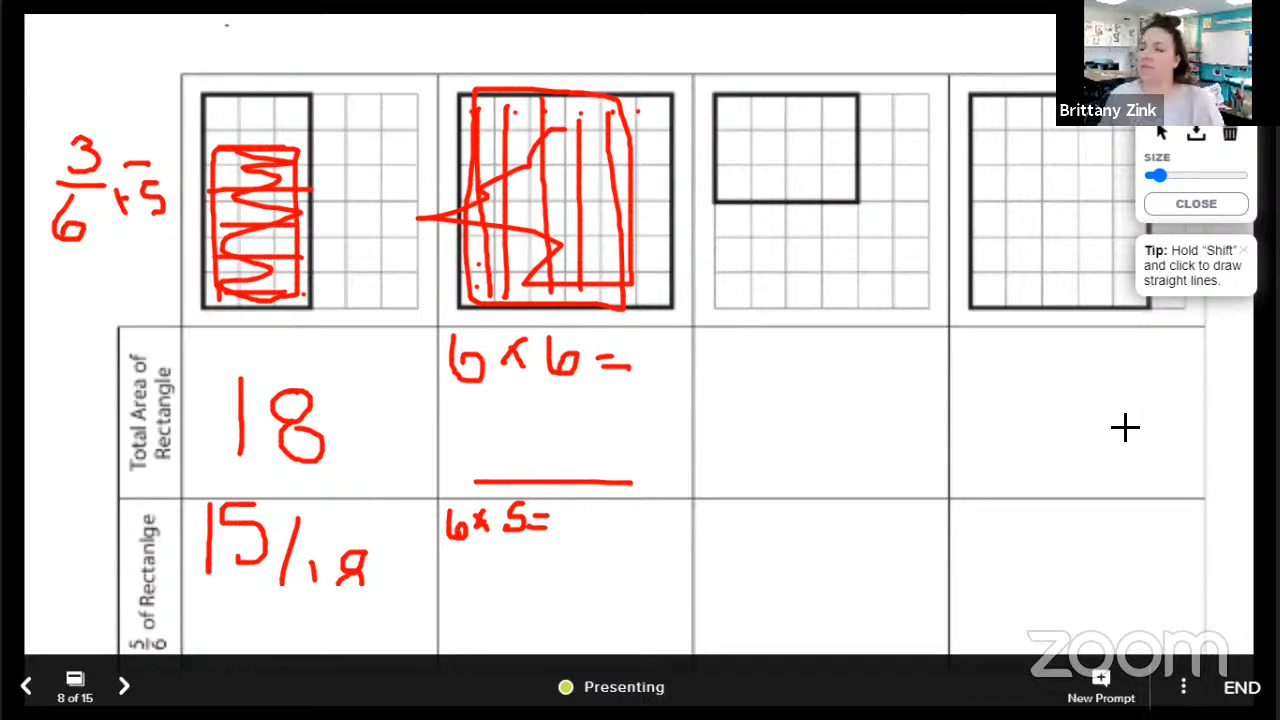 Brittany Zink
SIZE
CLOSE
Tip: Hold "Shift"
and click to draw
straight lines.
3/6 + 5
Total Area of
Rectangle
18
6 x 6 =
5/6 of Rectanlge
15/18
6 x 5 =
zoom
8 of 15
Presenting
New Prompt
END